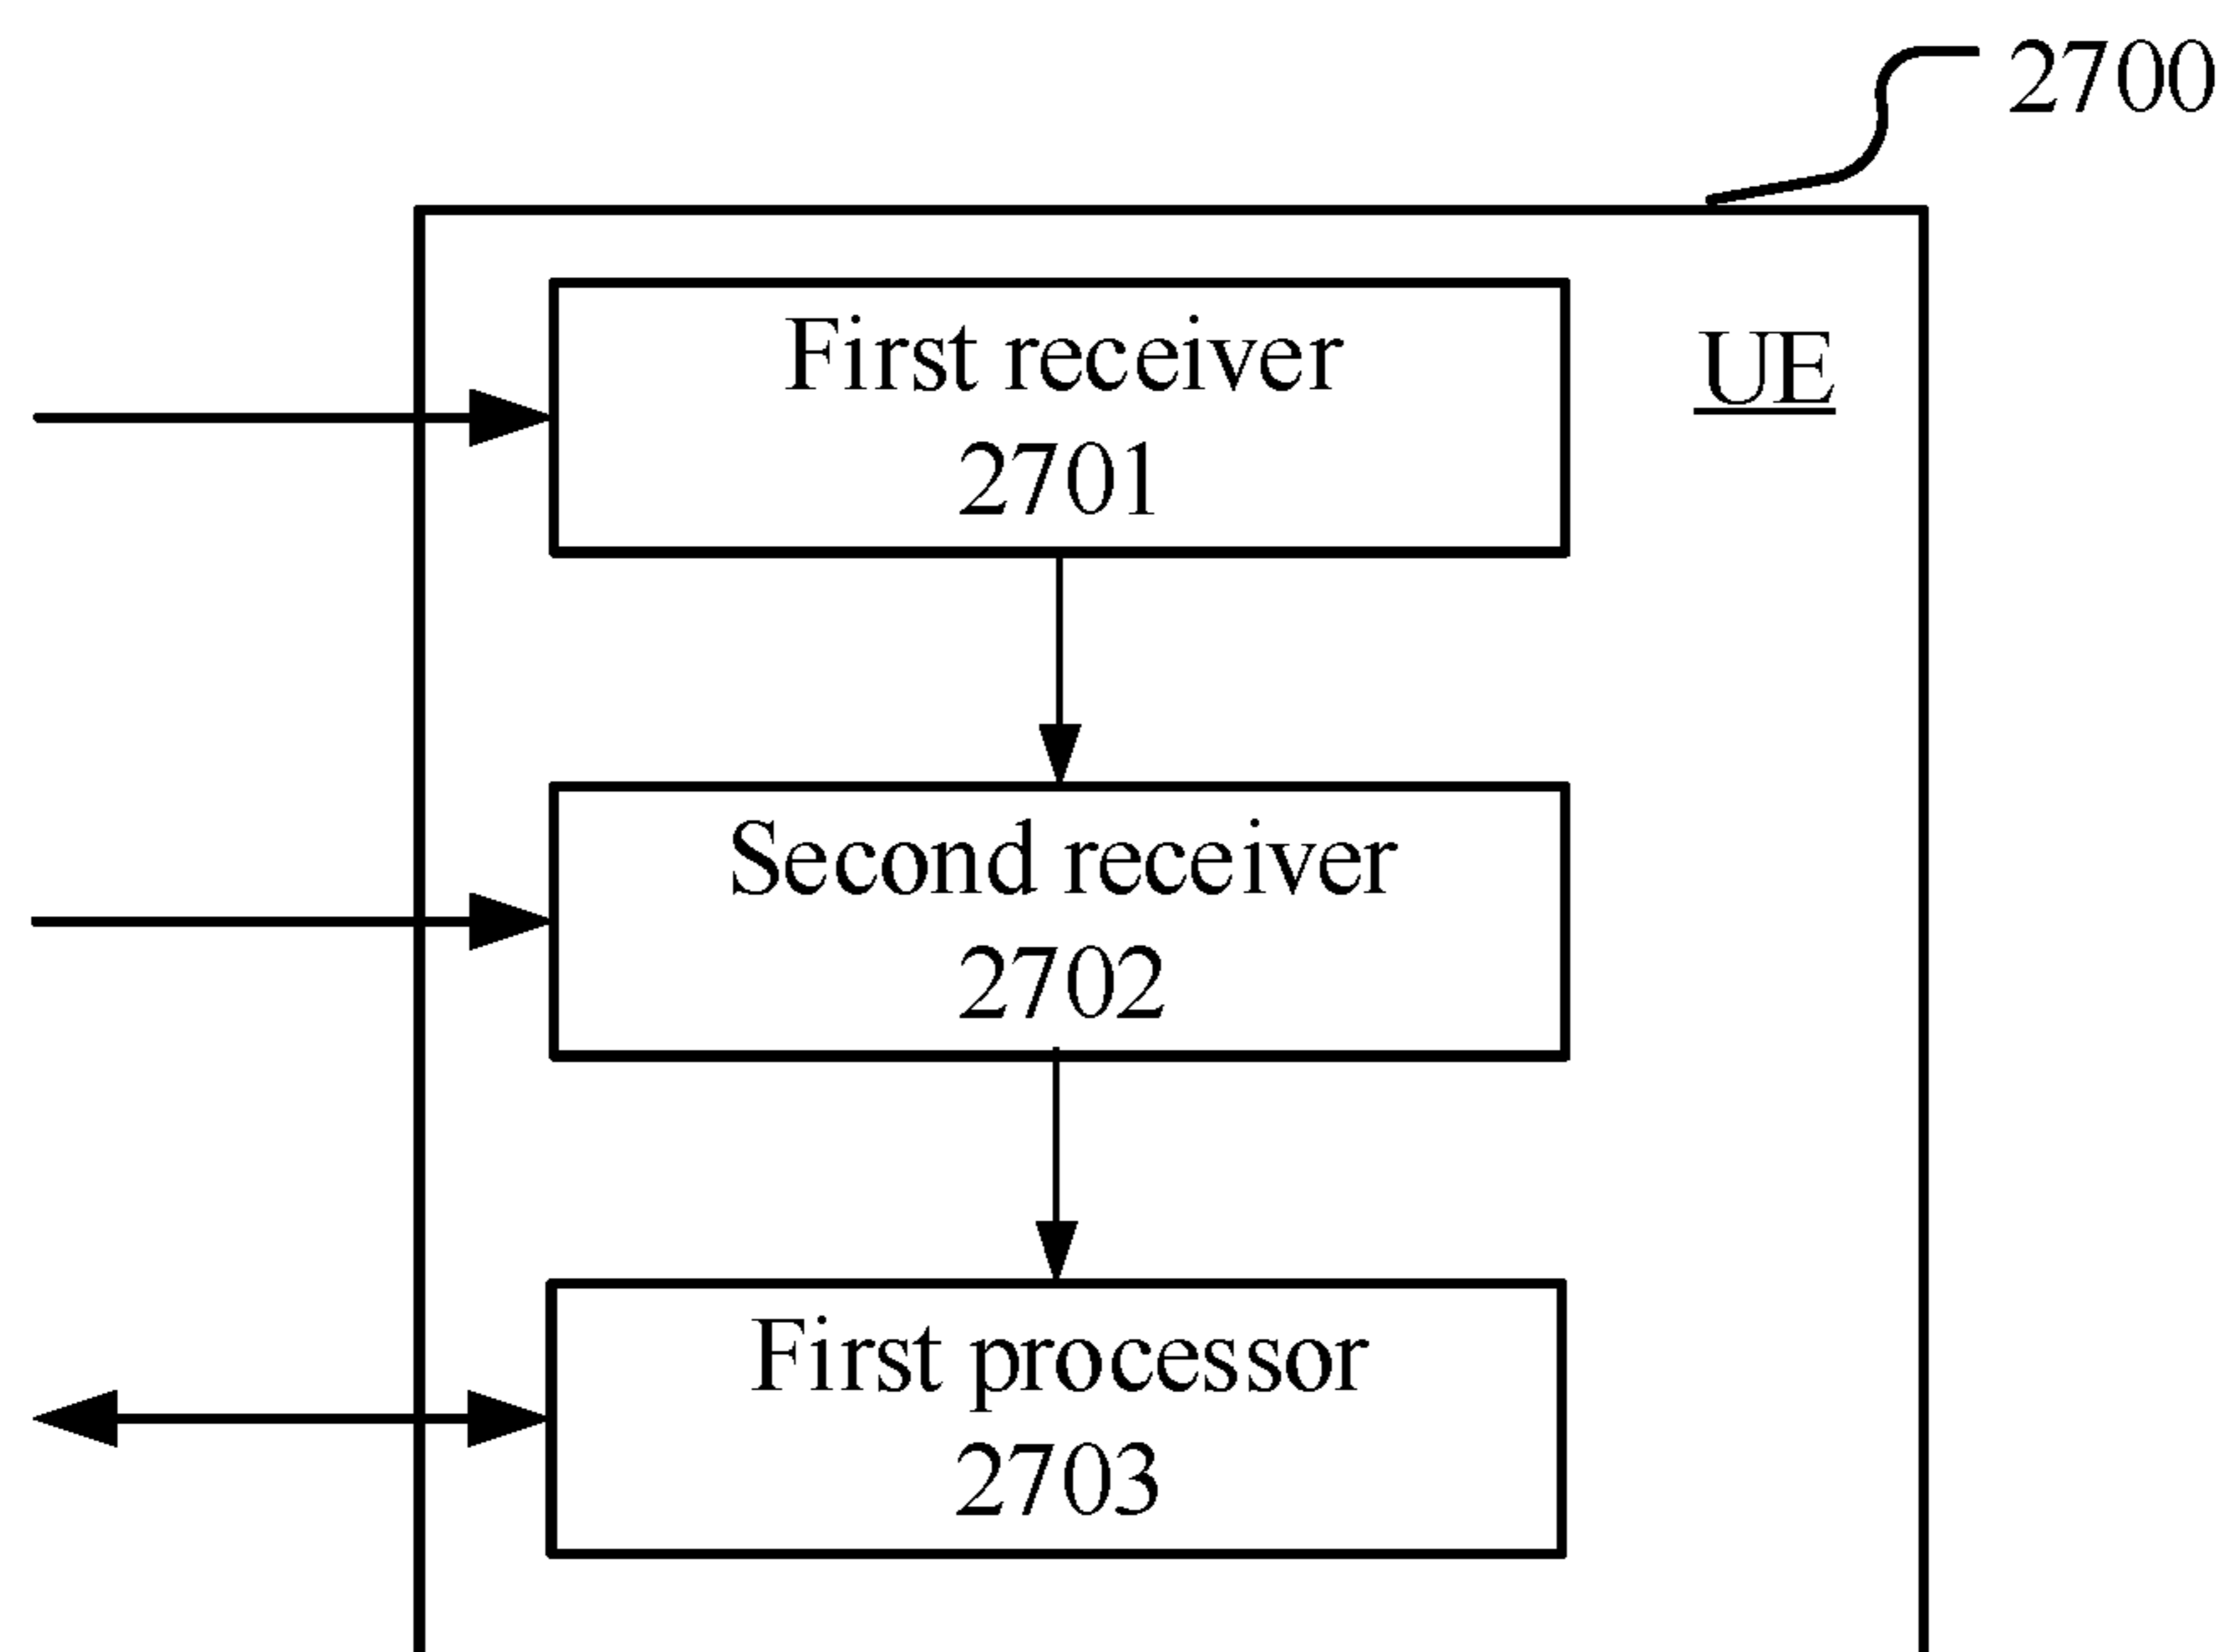 2700
First receiver
2701
UE
Second receiver
2702
First processor
2703